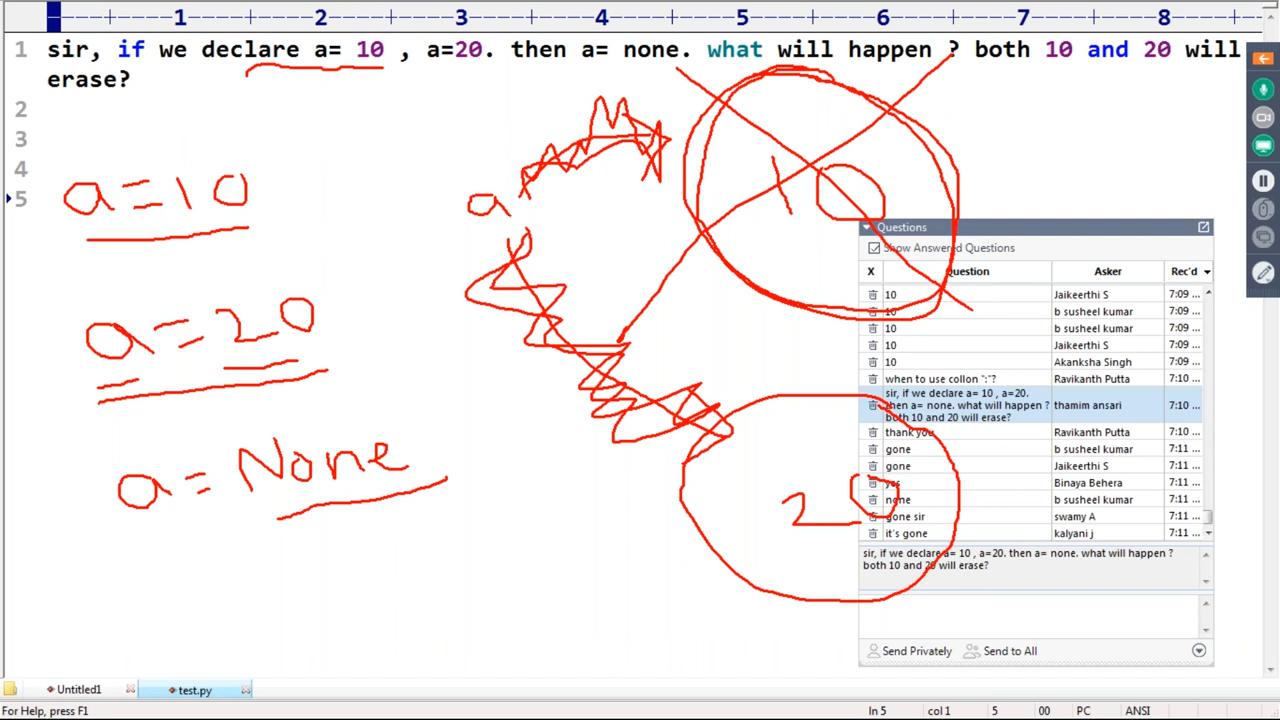 1 2 3 4 5 6 7 8
1 sir, if we declare a= 10 , a=20. then a= none. what will happen ? both 10 and 20 will
erase?
2
3
4
5
a=10
a=20
a=None
a
10
20
Questions
Show Answered Questions
X Question Asker Rec'd
10 Jaikeerthi S 7:09 ...
10 b susheel kumar 7:09 ...
10 b susheel kumar 7:09 ...
10 Jaikeerthi S 7:09 ...
10 Akanksha Singh 7:09 ...
when to use collon ":"? Ravikanth Putta 7:10 ...
sir, if we declare a= 10 , a=20.
then a= none. what will happen ? thamim ansari 7:10 ...
both 10 and 20 will erase?
thank you Ravikanth Putta 7:10 ...
gone b susheel kumar 7:11 ...
gone Jaikeerthi S 7:11 ...
yes Binaya Behera 7:11 ...
none b susheel kumar 7:11 ...
gone sir swamy A 7:11 ...
it's gone kalyani j 7:11 ...
sir, if we declare a= 10 , a=20. then a= none. what will happen ?
both 10 and 20 will erase?
Send Privately Send to All
Untitled1 test.py
For Help, press F1 ln 5 col 1 5 00 PC ANSI